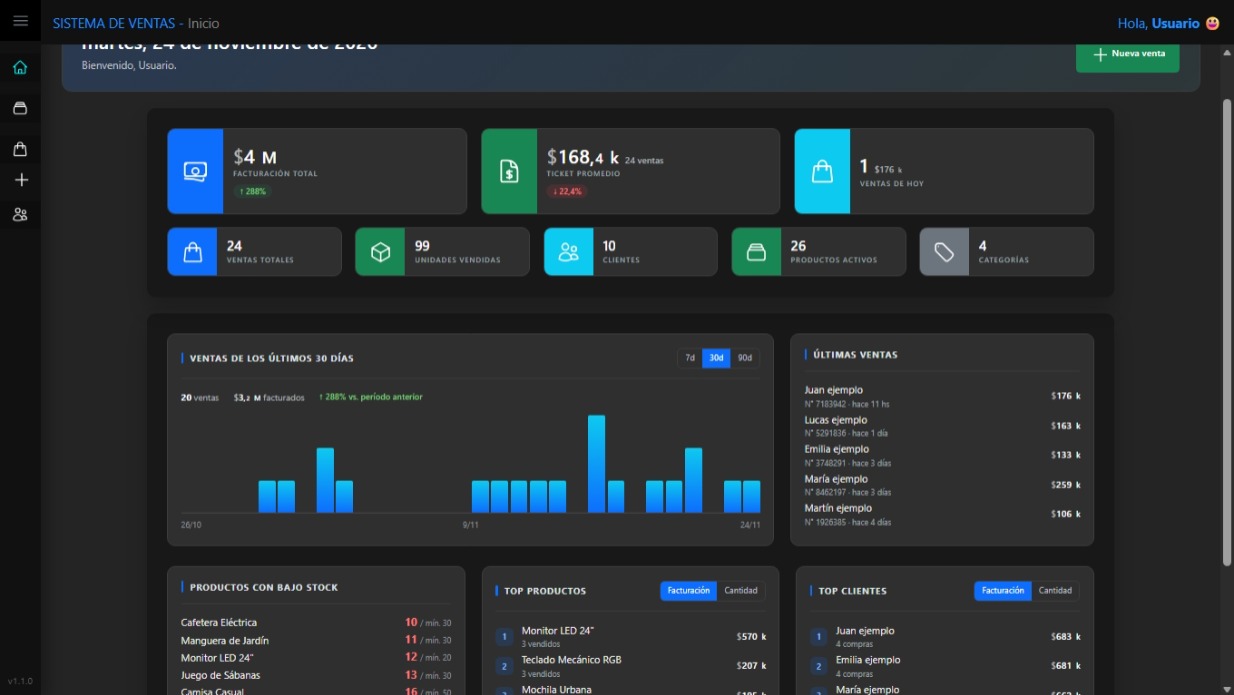 SISTEMA DE VENTAS - Inicio
Hola, Usuario 😃
martes, 24 de noviembre de 2026
Bienvenido, Usuario.
+ Nueva venta
$4 M
FACTURACIÓN TOTAL
↑ 288%
$168,4 k 24 ventas
TICKET PROMEDIO
↓ 22,4%
1 $176 k
VENTAS DE HOY
24
VENTAS TOTALES
99
UNIDADES VENDIDAS
10
CLIENTES
26
PRODUCTOS ACTIVOS
4
CATEGORÍAS
VENTAS DE LOS ÚLTIMOS 30 DÍAS
7d 30d 90d
20 ventas $3,2 M facturados ↑ 288% vs. período anterior
26/10 9/11 24/11
ÚLTIMAS VENTAS
Juan ejemplo
N° 7183942 · hace 11 hs
$176 k
Lucas ejemplo
N° 5291836 · hace 1 día
$163 k
Emilia ejemplo
N° 3748291 · hace 3 días
$133 k
María ejemplo
N° 8462197 · hace 3 días
$259 k
Martín ejemplo
N° 1926385 · hace 4 días
$106 k
PRODUCTOS CON BAJO STOCK
Cafetera Eléctrica 10 / mín. 30
Manguera de Jardín 11 / mín. 30
Monitor LED 24" 12 / mín. 20
Juego de Sábanas 13 / mín. 30
Camisa Casual 16 / mín. 50
TOP PRODUCTOS
Facturación Cantidad
1 Monitor LED 24"
3 vendidos
$570 k
2 Teclado Mecánico RGB
3 vendidos
$207 k
Mochila Urbana
TOP CLIENTES
Facturación Cantidad
1 Juan ejemplo
4 compras
$683 k
2 Emilia ejemplo
4 compras
$681 k
María ejemplo
v1.1.0